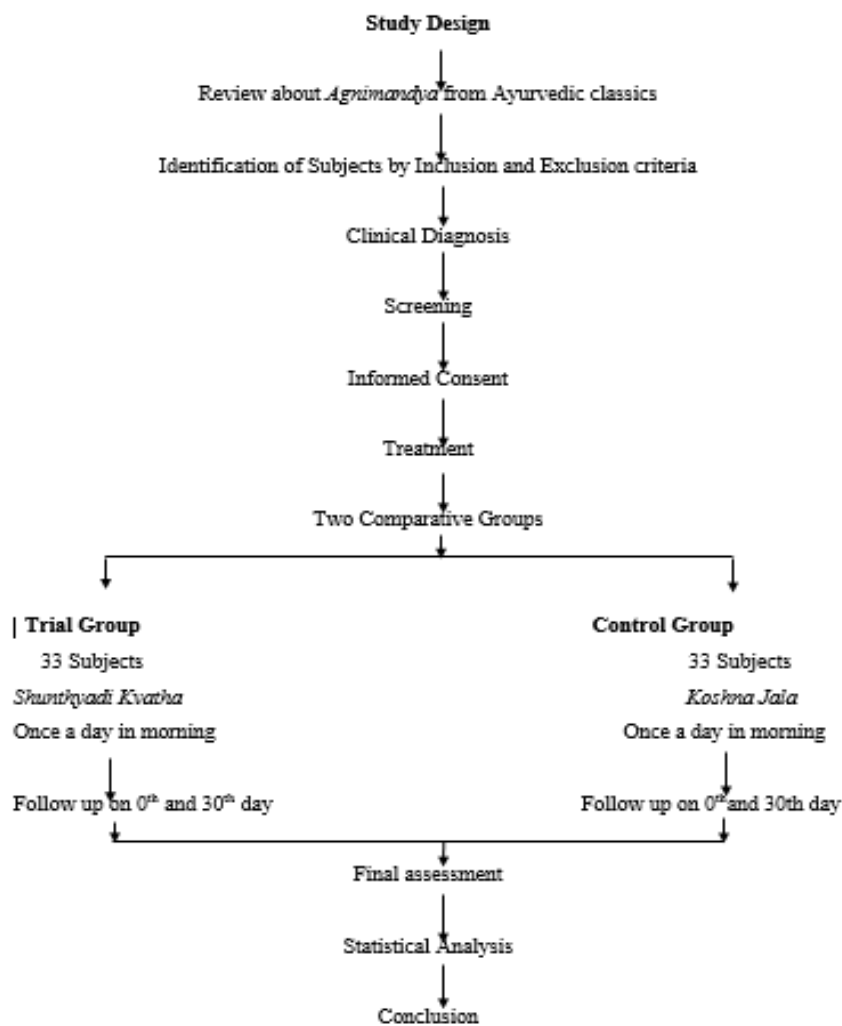 Study Design
Review about Agnimandya from Ayurvedic classics
Identification of Subjects by Inclusion and Exclusion criteria
Clinical Diagnosis
Screening
Informed Consent
Treatment
Two Comparative Groups
| Trial Group
33 Subjects
Shunthyadi Kvatha
Once a day in morning
Follow up on 0th and 30th day
Control Group
33 Subjects
Koshna Jala
Once a day in morning
Follow up on 0th and 30th day
Final assessment
Statistical Analysis
Conclusion